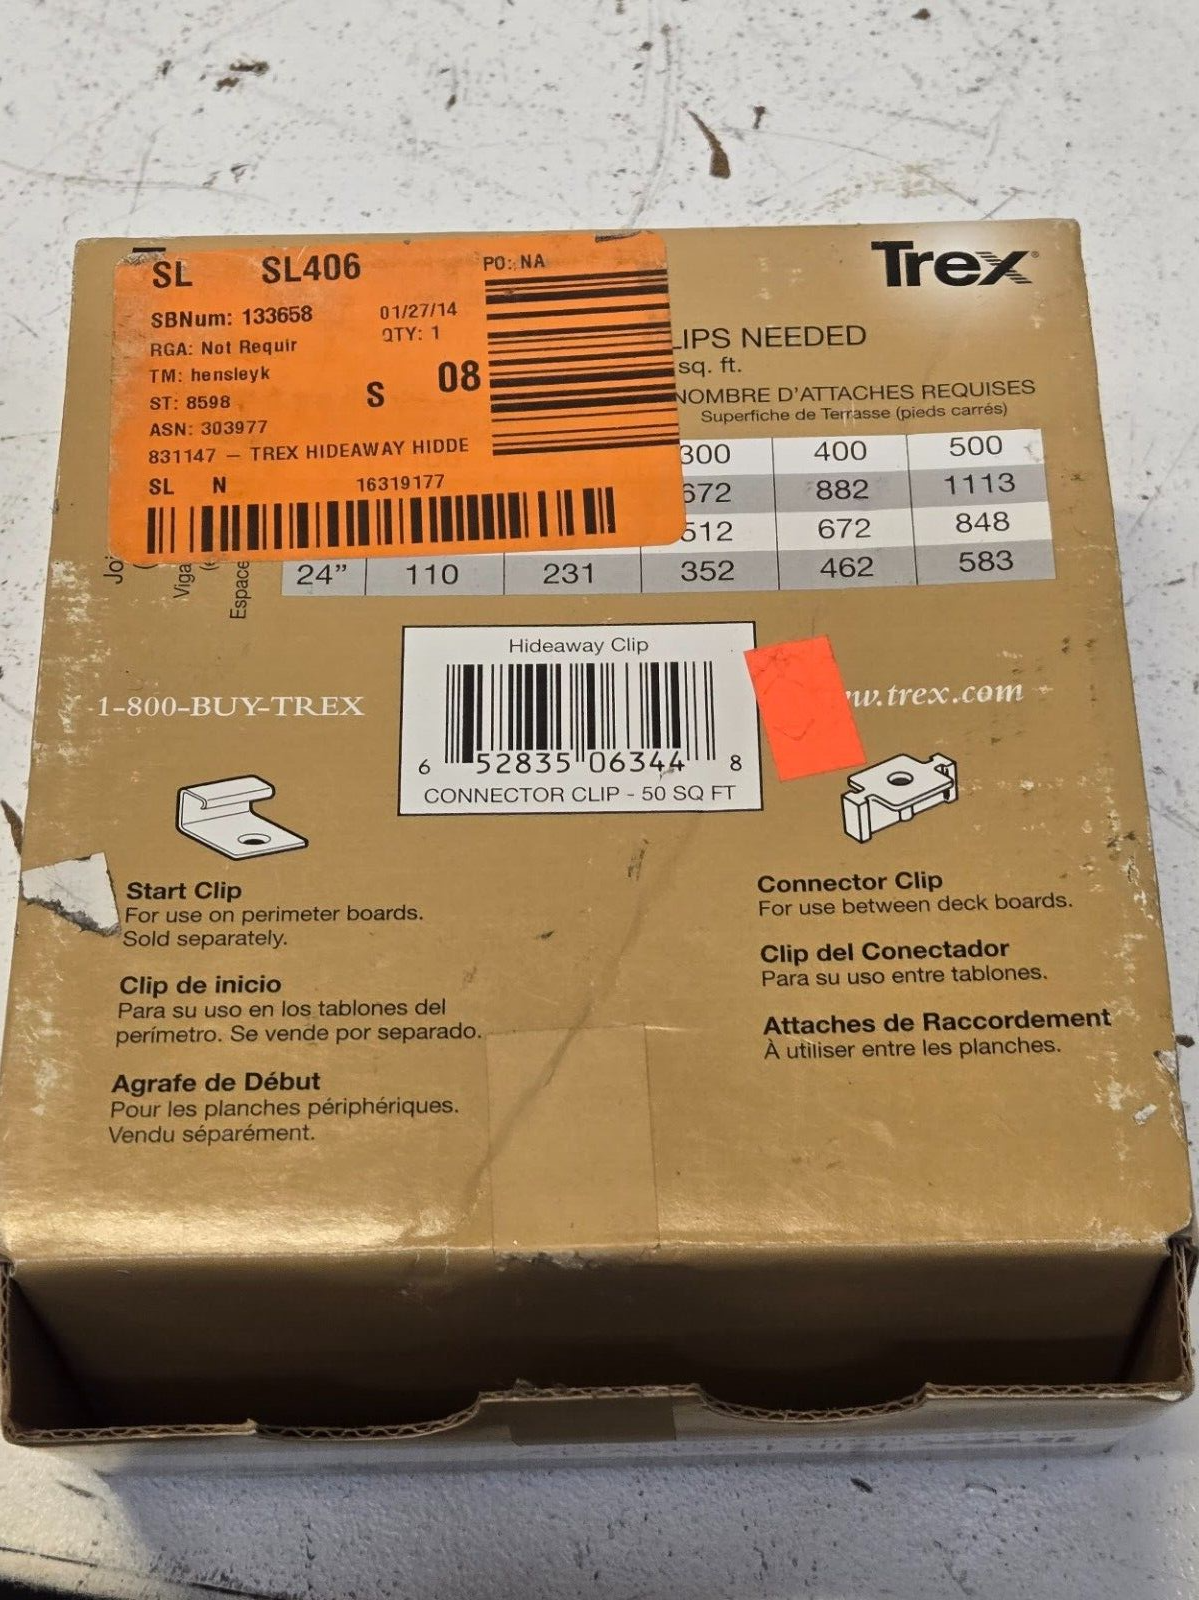 SL SL406 PO: NA
SBNum: 133658 01/27/14
RGA: Not Requir QTY: 1
TM: hensleyk S 08
ST: 8598
ASN: 303977
831147 – TREX HIDEAWAY HIDDE
SL N 16319177
Trex®
LIPS NEEDED
sq. ft.
NOMBRE D'ATTACHES REQUISES
Superfiche de Terrasse (pieds carrés)
300 400 500
672 882 1113
512 672 848
24" 110 231 352 462 583
Joi
Viga
Espace
Hideaway Clip
6 52835 06344 8
CONNECTOR CLIP - 50 SQ FT
1-800-BUY-TREX
w.trex.com
Start Clip
For use on perimeter boards.
Sold separately.
Clip de inicio
Para su uso en los tablones del
perímetro. Se vende por separado.
Agrafe de Début
Pour les planches périphériques.
Vendu séparément.
Connector Clip
For use between deck boards.
Clip del Conectador
Para su uso entre tablones.
Attaches de Raccordement
À utiliser entre les planches.